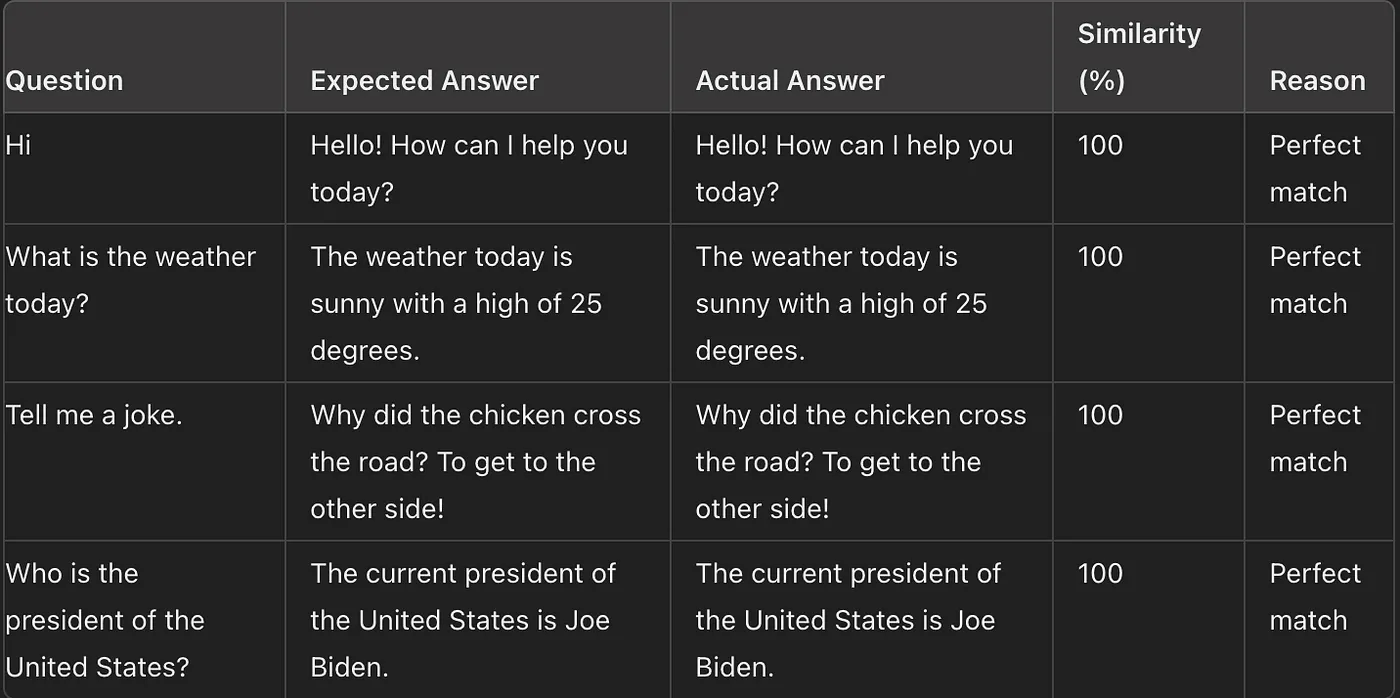 Question
Expected Answer
Actual Answer
Similarity
(%)
Reason
Hi
Hello! How can I help you
today?
Hello! How can I help you
today?
100
Perfect
match
What is the weather
today?
The weather today is
sunny with a high of 25
degrees.
The weather today is
sunny with a high of 25
degrees.
100
Perfect
match
Tell me a joke.
Why did the chicken cross
the road? To get to the
other side!
Why did the chicken cross
the road? To get to the
other side!
100
Perfect
match
Who is the
president of the
United States?
The current president of
the United States is Joe
Biden.
The current president of
the United States is Joe
Biden.
100
Perfect
match